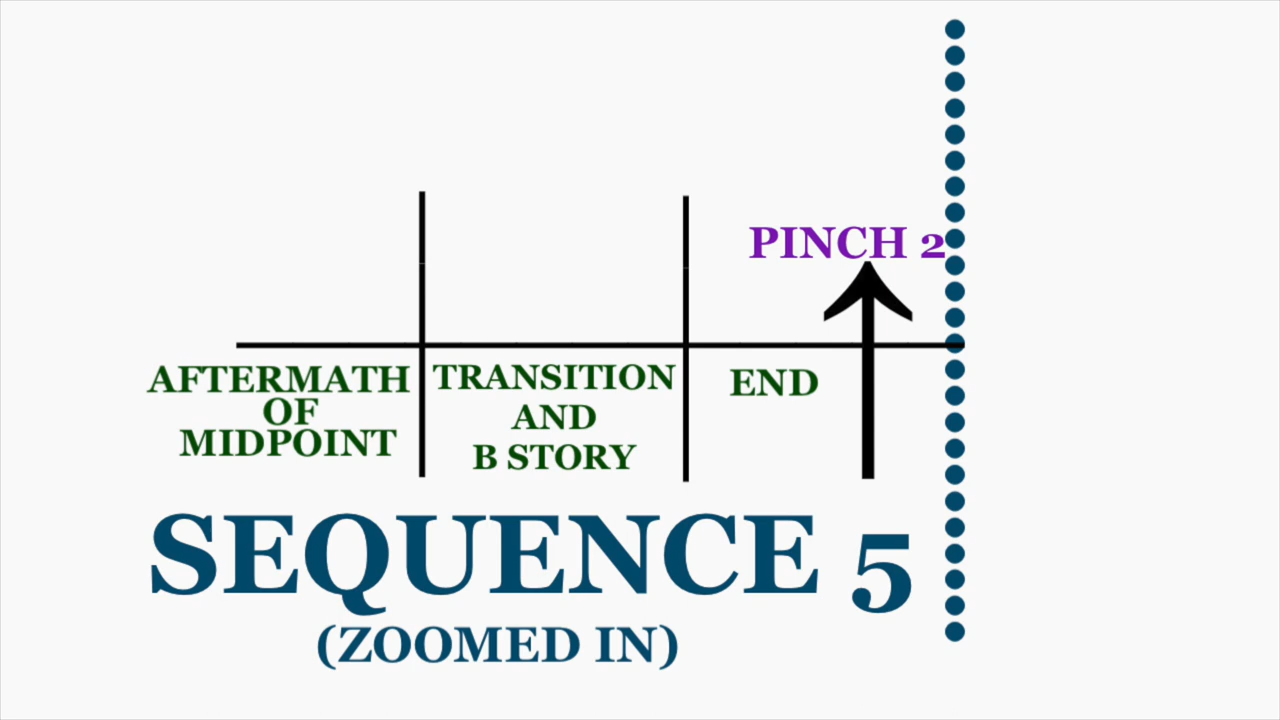 PINCH 2
AFTERMATH
OF
MIDPOINT
TRANSITION
AND
B STORY
END
SEQUENCE 5
(ZOOMED IN)